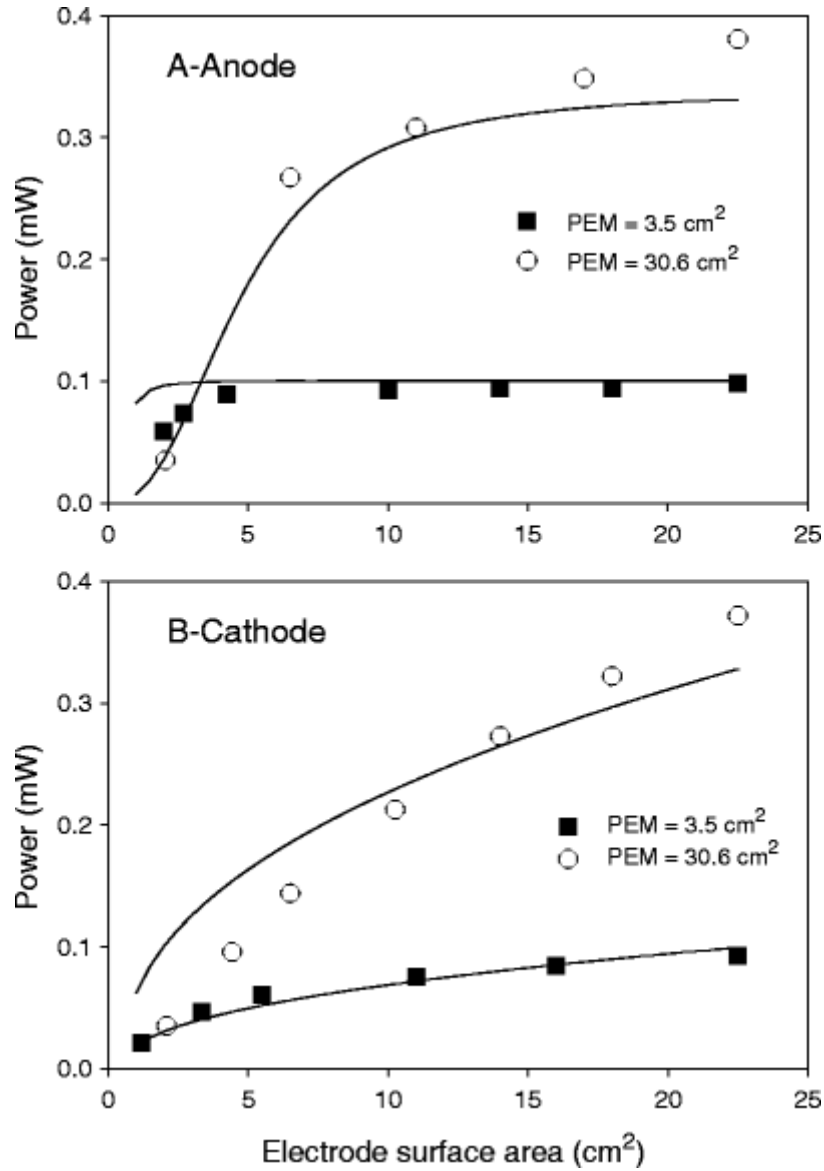 0.4
A-Anode
0.3
PEM = 3.5 cm²
0.2
PEM = 30.6 cm²
Power (mW)
0.1
0.0
0 5 10 15 20 25
0.4
B-Cathode
0.3
PEM = 3.5 cm²
0.2
PEM = 30.6 cm²
Power (mW)
0.1
0.0
0 5 10 15 20 25
Electrode surface area (cm²)